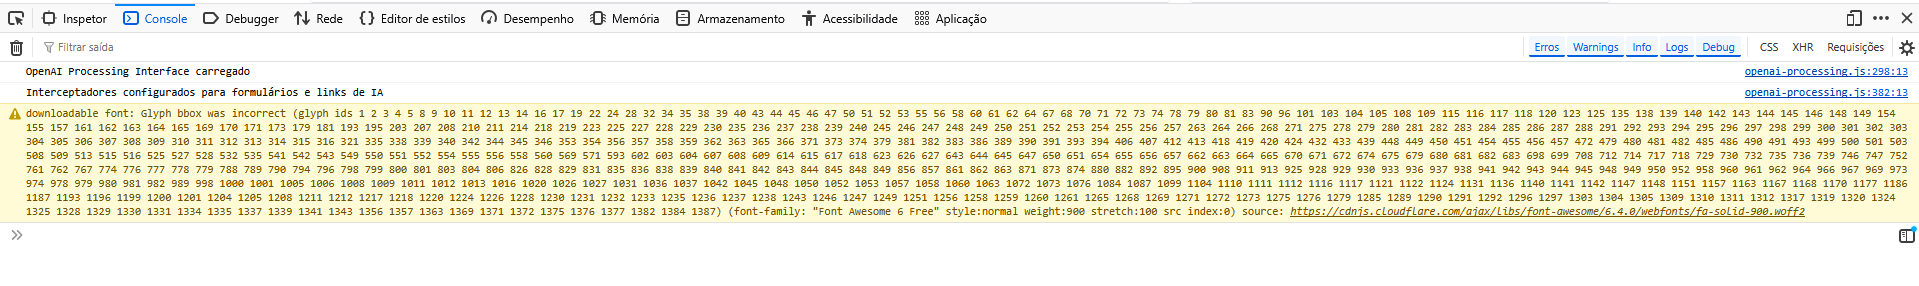 Inspetor Console Debugger Rede Editor de estilos Desempenho Memória Armazenamento Acessibilidade Aplicação
Filtrar saída Erros Warnings Info Logs Debug CSS XHR Requisições
OpenAI Processing Interface carregado openai-processing.js:298:13
Interceptadores configurados para formulários e links de IA openai-processing.js:382:13
downloadable font: Glyph bbox was incorrect (glyph ids 1 2 3 4 5 8 9 10 11 12 13 14 16 17 19 22 24 28 32 34 35 38 39 40 43 44 45 46 47 50 51 52 53 55 56 58 60 61 62 64 67 68 70 71 72 73 74 78 79 80 81 83 90 96 101 103 104 105 108 109 115 116 117 118 120 123 125 135 138 139 140 142 143 144 145 146 148 149 154
155 157 161 162 163 164 165 169 170 171 173 179 181 193 195 203 207 208 210 211 214 218 219 223 225 227 228 229 230 235 236 237 238 239 240 245 246 247 248 249 250 251 252 253 254 255 256 257 263 264 266 268 271 275 278 279 280 281 282 283 284 285 286 287 288 291 292 293 294 295 296 297 298 299 300 301 302 303
304 305 306 307 308 309 310 311 312 313 314 315 316 321 335 338 339 340 342 344 345 346 353 354 356 357 358 359 362 363 365 366 371 373 374 379 381 382 383 386 389 390 391 393 394 406 407 412 413 418 419 420 424 432 433 439 448 449 450 451 454 455 456 457 472 479 480 481 482 485 486 490 491 493 499 500 501 503
508 509 513 515 516 525 527 528 532 535 541 542 543 549 550 551 552 554 555 556 558 560 569 571 593 602 603 604 607 608 609 614 615 617 618 623 626 627 643 644 645 647 650 651 654 655 656 657 662 663 664 665 670 671 672 674 675 679 680 681 682 683 698 699 708 712 714 717 718 729 730 732 735 736 739 746 747 752
761 762 767 774 776 777 778 779 788 789 790 794 796 798 799 800 801 803 804 806 826 828 829 831 835 836 838 839 840 841 842 843 844 845 848 849 856 857 861 862 863 871 873 874 880 882 892 895 900 908 911 913 925 928 929 930 933 936 937 938 941 942 943 944 945 948 949 950 952 958 960 961 962 964 966 967 969 973
974 978 979 980 981 982 989 998 1000 1001 1005 1006 1008 1009 1011 1012 1013 1016 1020 1026 1027 1031 1036 1037 1042 1045 1048 1050 1052 1053 1057 1058 1060 1063 1072 1073 1076 1084 1087 1099 1104 1110 1111 1112 1116 1117 1121 1122 1124 1131 1136 1140 1141 1142 1147 1148 1151 1157 1163 1167 1168 1170 1177 1186
1187 1193 1196 1199 1200 1201 1204 1205 1208 1211 1212 1217 1218 1220 1224 1226 1231 1232 1233 1235 1236 1237 1238 1243 1246 1247 1249 1251 1256 1258 1259 1260 1261 1265 1268 1269 1271 1272 1273 1275 1276 1279 1280 1282 1283 1284 1287 1292 1297 1303 1304 1305 1309 1310 1311 1312 1317 1319 1320 1324
1325 1328 1329 1330 1331 1334 1335 1337 1339 1341 1343 1356 1357 1363 1369 1371 1372 1375 1376 1377 1382 1384 1387) (font-family: "Font Awesome 6 Free" style:normal weight:900 stretch:100 src index:0) source: https://cdnjs.cloudflare.com/ajax/libs/font-awesome/6.4.0/webfonts/fa-solid-900.woff2